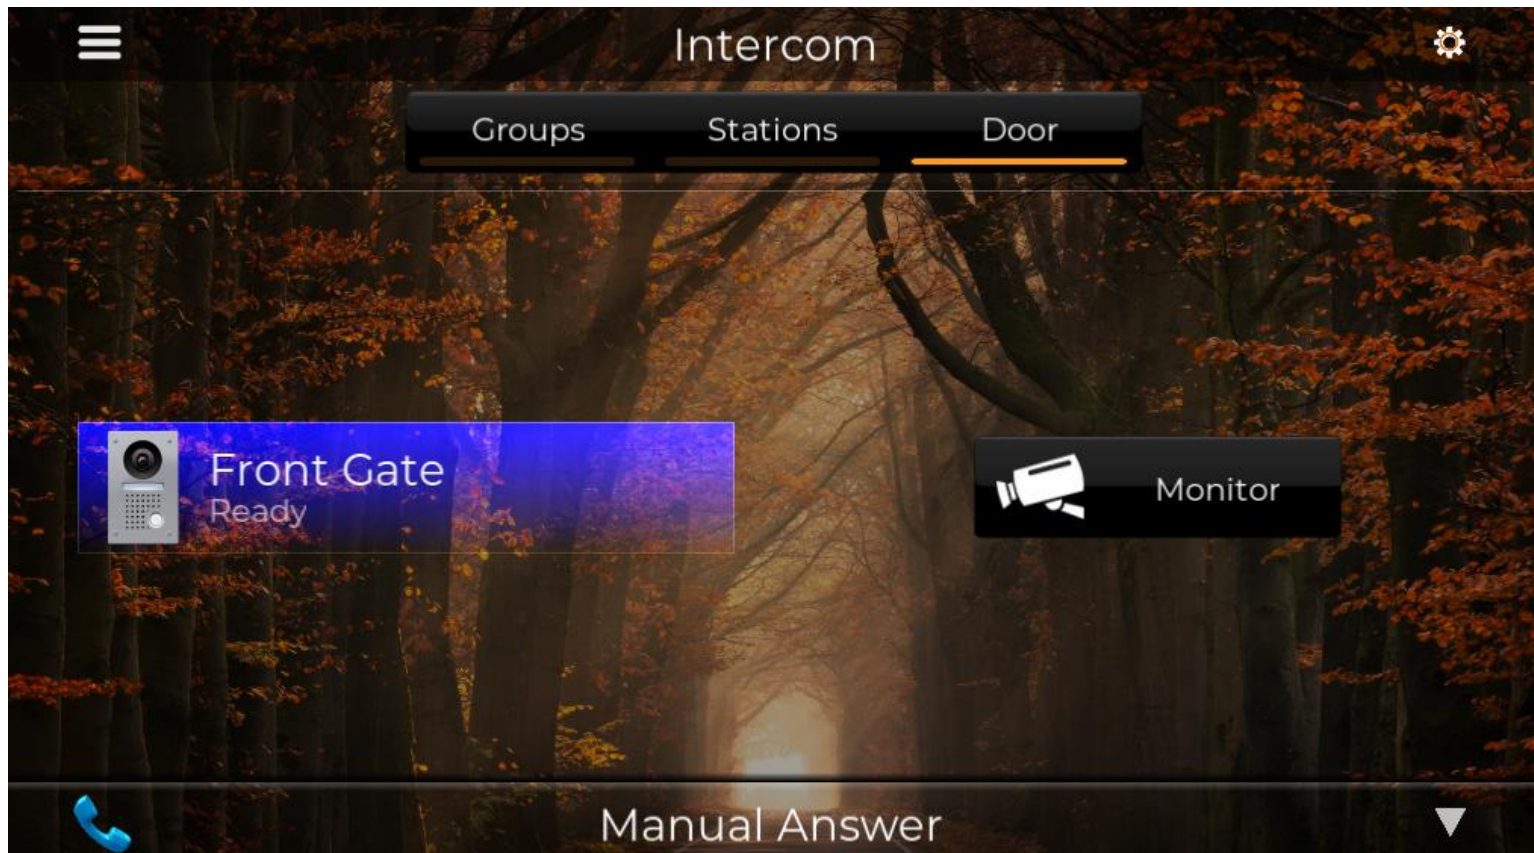 Intercom
Groups
Stations
Door
Front Gate
Ready
Monitor
Manual Answer